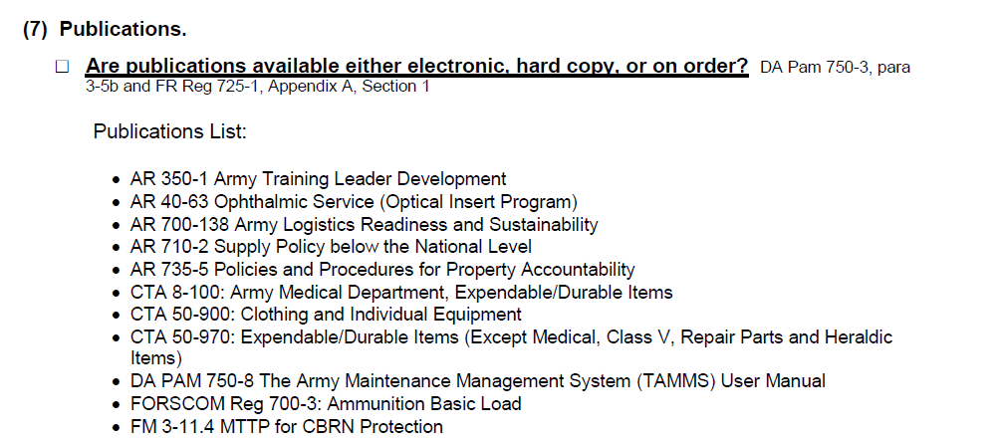 (7) Publications.
□ Are publications available either electronic, hard copy, or on order? DA Pam 750-3, para
3-5b and FR Reg 725-1, Appendix A, Section 1
Publications List:
• AR 350-1 Army Training Leader Development
• AR 40-63 Ophthalmic Service (Optical Insert Program)
• AR 700-138 Army Logistics Readiness and Sustainability
• AR 710-2 Supply Policy below the National Level
• AR 735-5 Policies and Procedures for Property Accountability
• CTA 8-100: Army Medical Department, Expendable/Durable Items
• CTA 50-900: Clothing and Individual Equipment
• CTA 50-970: Expendable/Durable Items (Except Medical, Class V, Repair Parts and Heraldic
Items)
• DA PAM 750-8 The Army Maintenance Management System (TAMMS) User Manual
• FORSCOM Reg 700-3: Ammunition Basic Load
• FM 3-11.4 MTTP for CBRN Protection